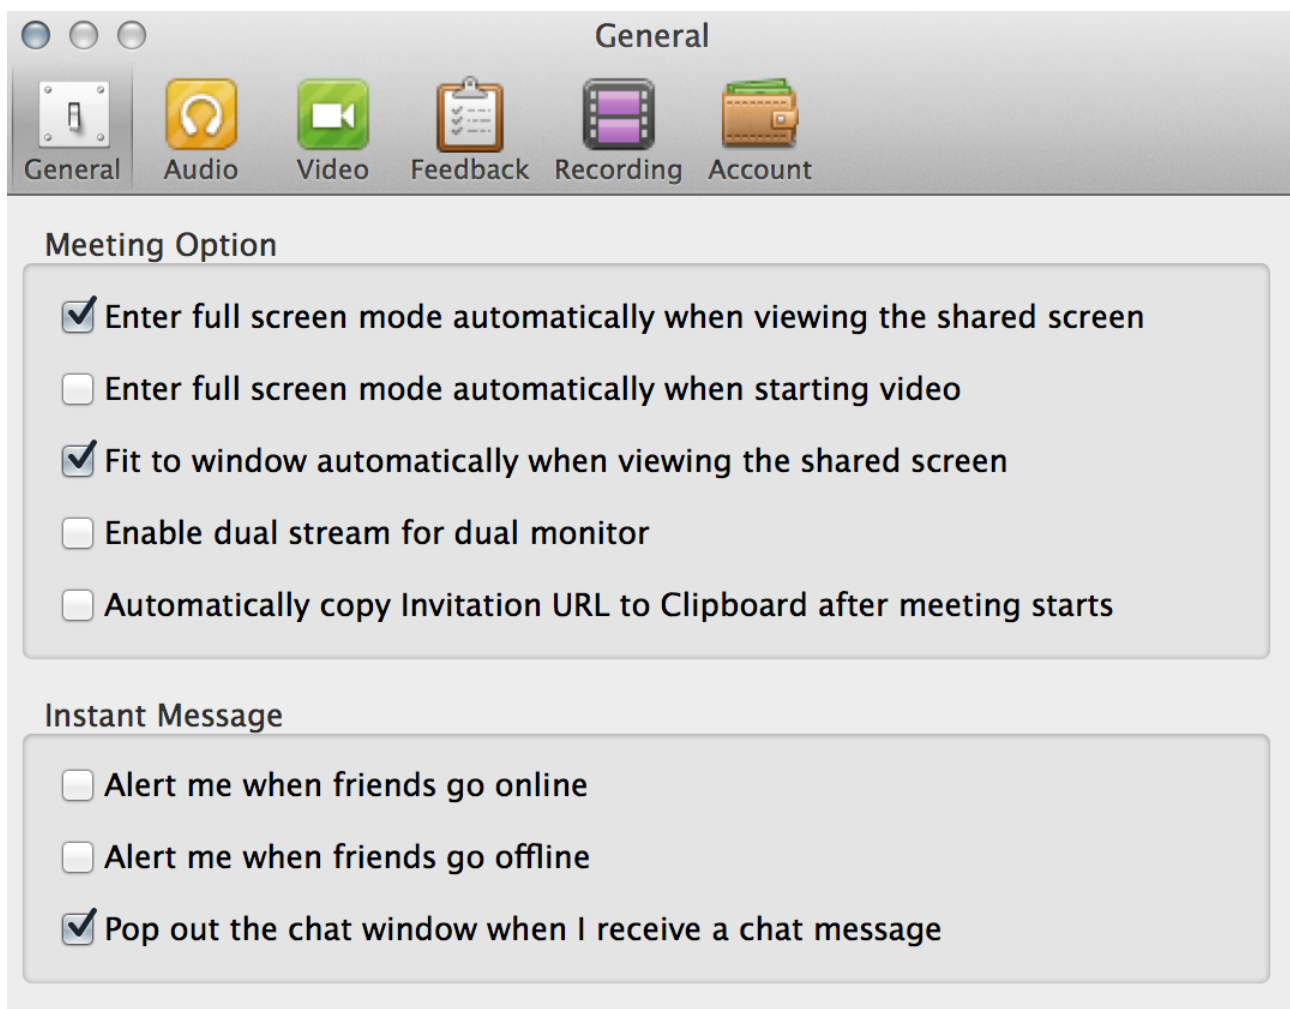 General
General Audio Video Feedback Recording Account
Meeting Option
Enter full screen mode automatically when viewing the shared screen
Enter full screen mode automatically when starting video
Fit to window automatically when viewing the shared screen
Enable dual stream for dual monitor
Automatically copy Invitation URL to Clipboard after meeting starts
Instant Message
Alert me when friends go online
Alert me when friends go offline
Pop out the chat window when I receive a chat message